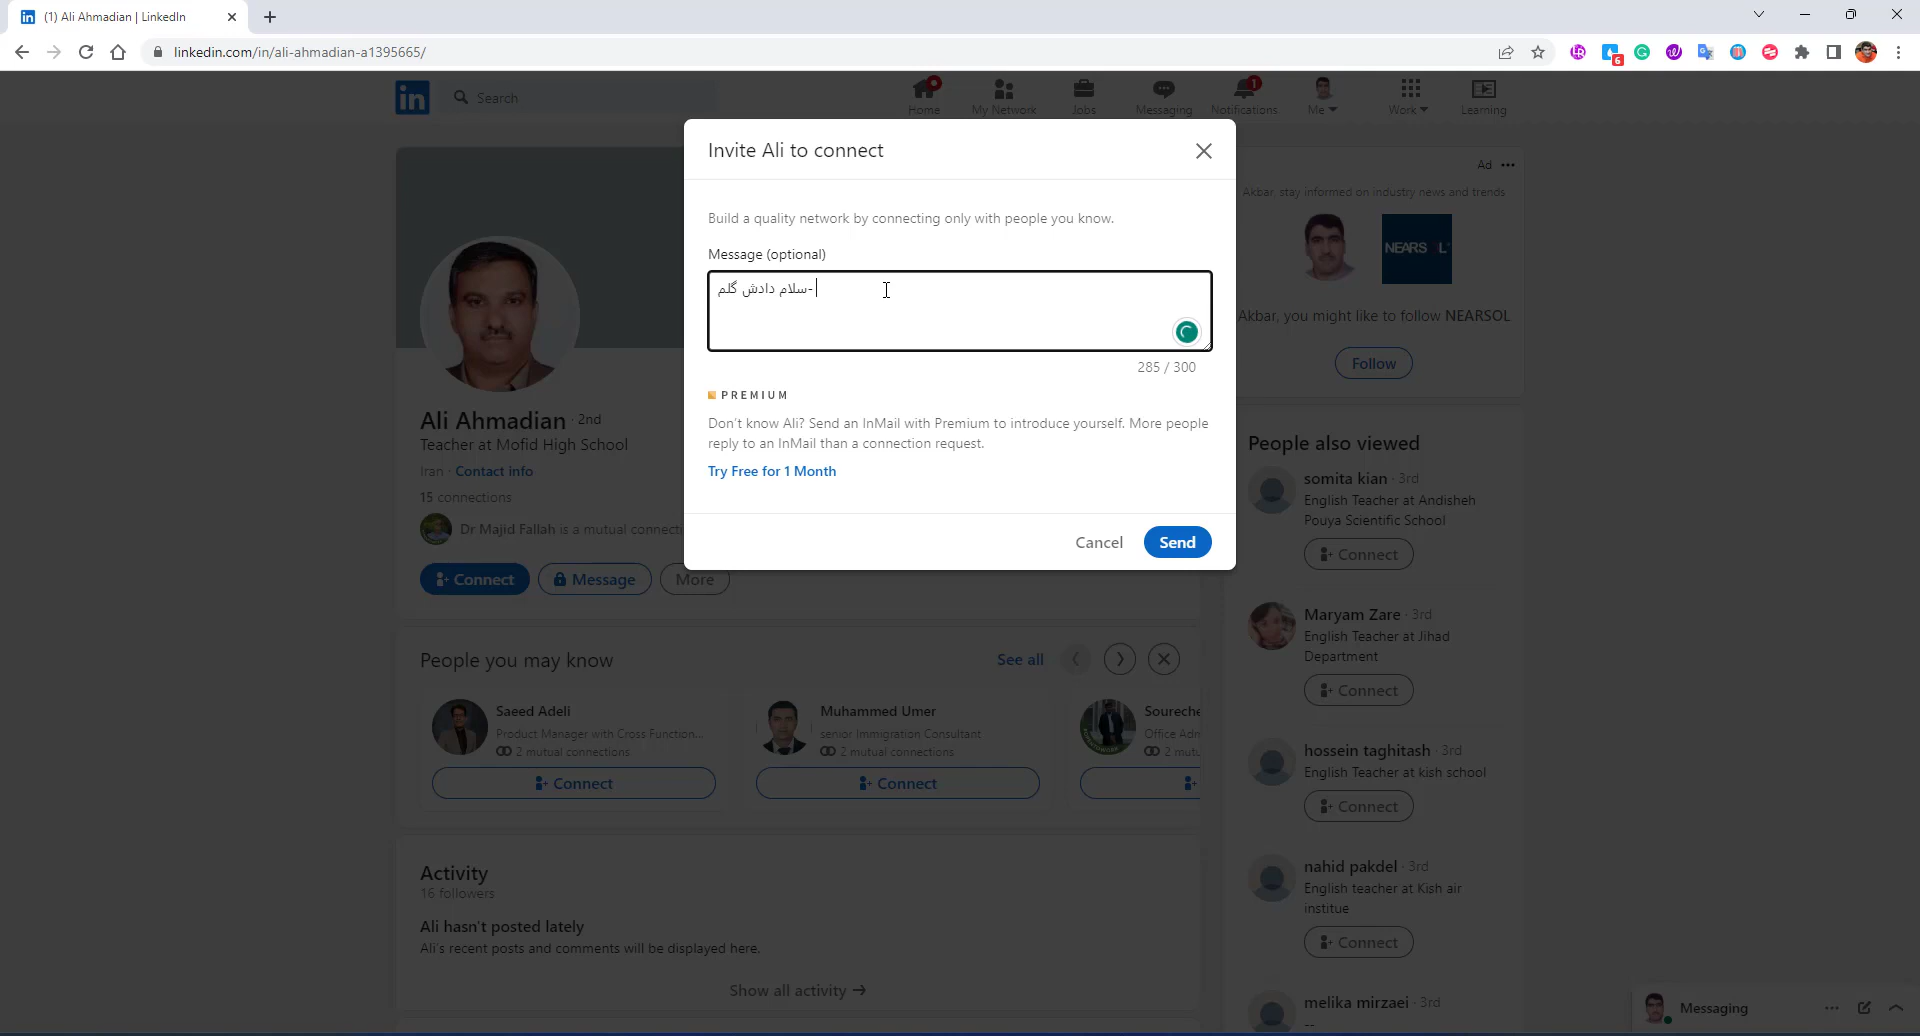 (1) Ali Ahmadian | LinkedIn
linkedin.com/in/ali-ahmadian-a1395665/
6
in
Search
Home
My Network
Jobs
Messaging
1
Notifications
Me
Work
Learning
Invite Ali to connect
Build a quality network by connecting only with people you know.
Message (optional)
سلام دادش گلم-
285 / 300
PREMIUM
Don't know Ali? Send an InMail with Premium to introduce yourself. More people
reply to an InMail than a connection request.
Try Free for 1 Month
Cancel
Send
Ali Ahmadian · 2nd
Teacher at Mofid High School
Iran · Contact info
15 connections
Dr Majid Fallah is a mutual connecti
Connect
Message
More
People you may know
See all
Saeed Adeli
Product Manager with Cross Function...
2 mutual connections
Connect
Muhammed Umer
senior Immigration Consultant
2 mutual connections
Connect
Soureche
Office Adm
2 mutu
Activity
16 followers
Ali hasn't posted lately
Ali's recent posts and comments will be displayed here.
Show all activity →
Ad ···
Akbar, stay informed on industry news and trends
NEARS L
Akbar, you might like to follow NEARSOL
Follow
People also viewed
somita kian · 3rd
English Teacher at Andisheh
Pouya Scientific School
Connect
Maryam Zare · 3rd
English Teacher at Jihad
Department
Connect
hossein taghitash · 3rd
English Teacher at kish school
Connect
nahid pakdel · 3rd
English teacher at Kish air
institue
Connect
melika mirzaei · 3rd
--
Messaging